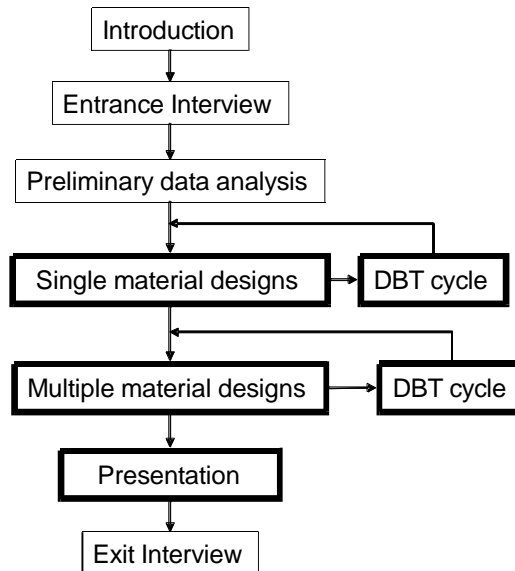 Introduction
Entrance Interview
Preliminary data analysis
Single material designs
DBT cycle
Multiple material designs
DBT cycle
Presentation
Exit Interview